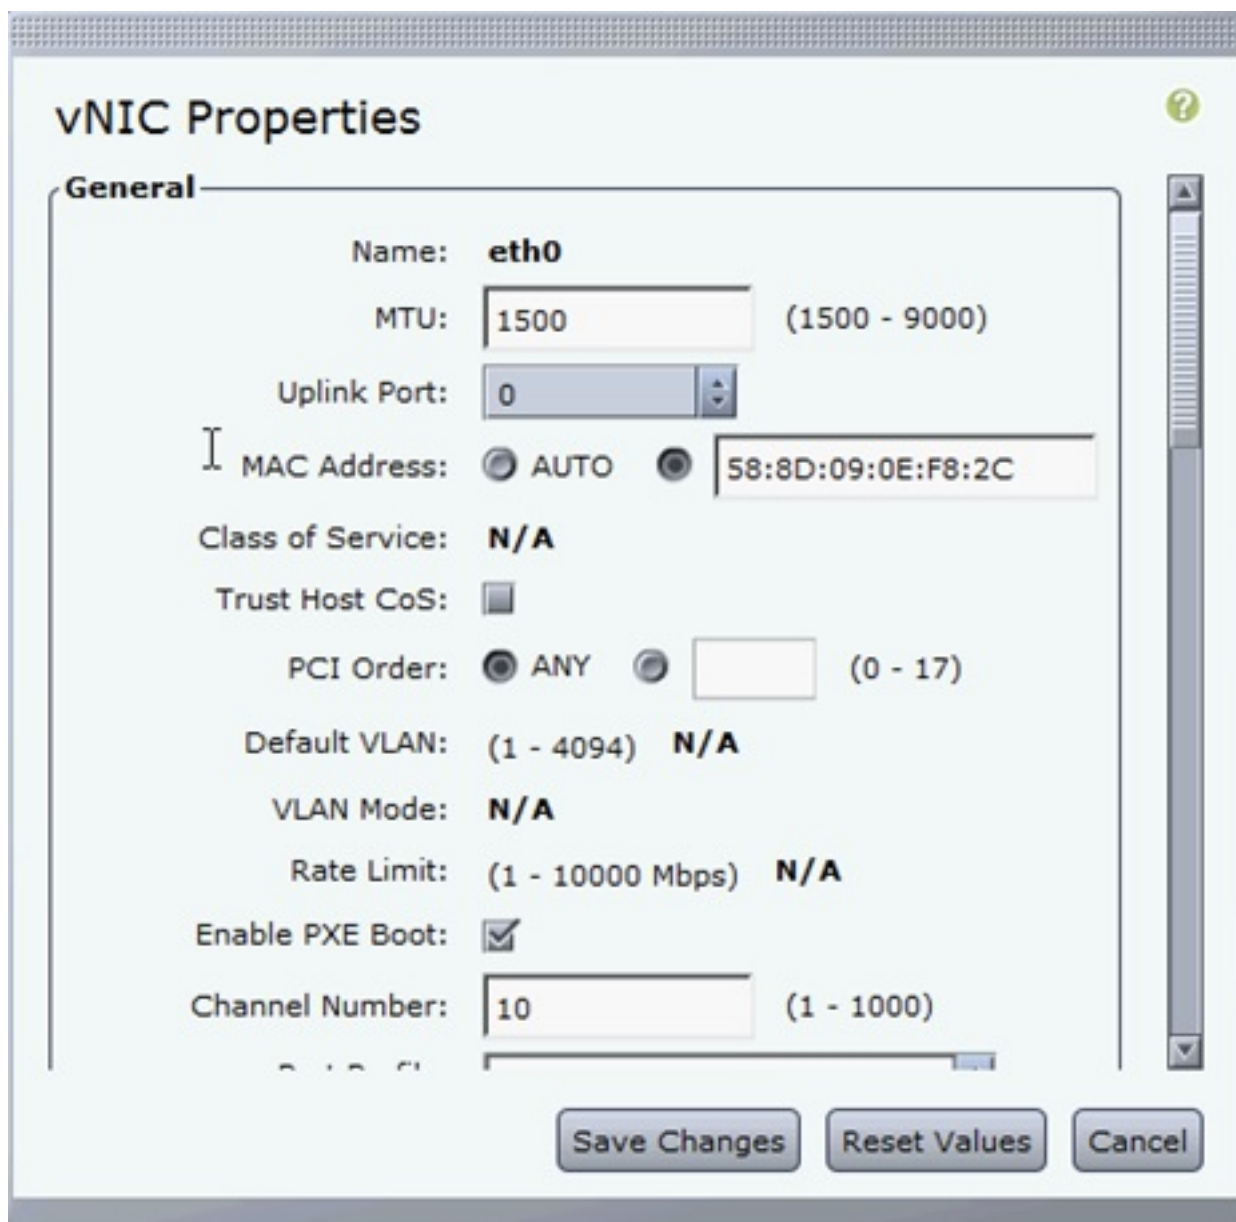 vNIC Properties
?
General
Name: eth0
MTU: 1500 (1500 - 9000)
Uplink Port: 0
MAC Address: AUTO 58:8D:09:0E:F8:2C
Class of Service: N/A
Trust Host CoS:
PCI Order: ANY (0 - 17)
Default VLAN: (1 - 4094) N/A
VLAN Mode: N/A
Rate Limit: (1 - 10000 Mbps) N/A
Enable PXE Boot:
Channel Number: 10 (1 - 1000)
Save Changes Reset Values Cancel